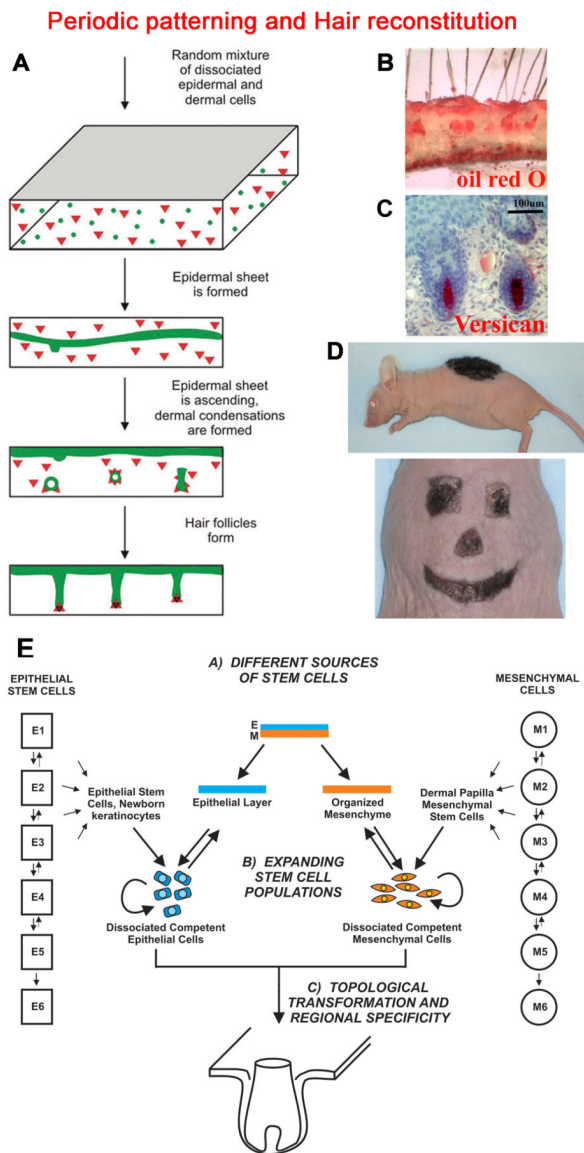 Periodic patterning and Hair reconstitution
A
Random mixture
of dissociated
epidermal and
dermal cells
Epidermal sheet
is formed
Epidermal sheet
is ascending,
dermal condensations
are formed
Hair follicles
form
B
oil red O
C
100um
Versican
D
E
A) DIFFERENT SOURCES
OF STEM CELLS
EPITHELIAL
STEM CELLS
E1
E2
E3
E4
E5
E6
E
M
Epithelial Stem
Cells, Newborn
keratinocytes
Epithelial Layer
Organized
Mesenchyme
Dermal Papilla
Mesenchymal
Stem Cells
MESENCHYMAL
CELLS
M1
M2
M3
M4
M5
M6
B) EXPANDING
STEM CELL
POPULATIONS
Dissociated Competent
Epithelial Cells
Dissociated Competent
Mesenchymal Cells
C) TOPOLOGICAL
TRANSFORMATION AND
REGIONAL SPECIFICITY